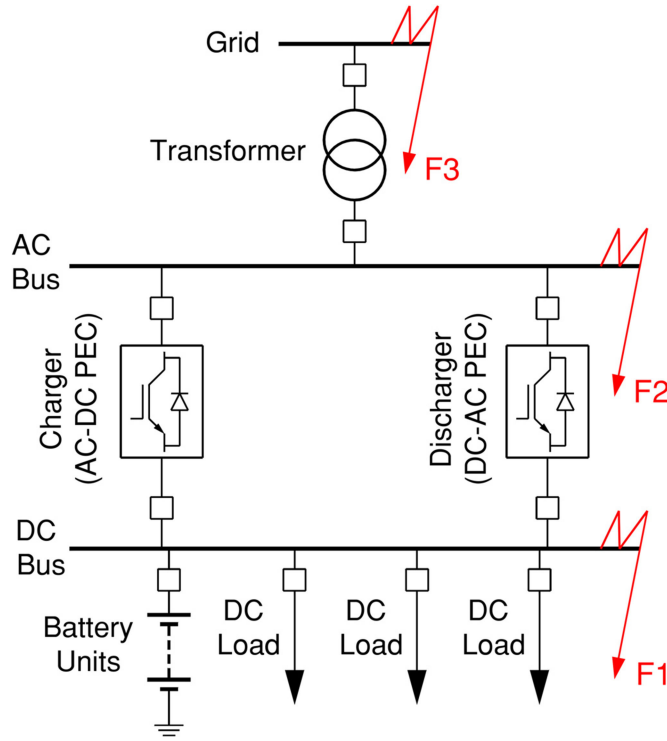 Grid
Transformer
F3
AC
Bus
Charger
(AC-DC PEC)
Discharger
(DC-AC PEC)
F2
DC
Bus
Battery
Units
DC
Load
DC
Load
DC
Load
F1